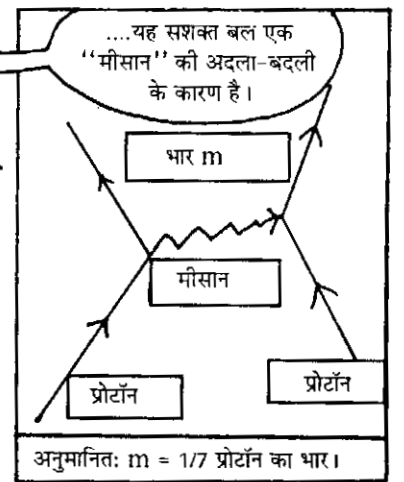 ....यह सशक्त बल एक
‘‘मीसान’’ की अदला-बदली
के कारण है।
भार m
मीसान
प्रोटॉन
प्रोटॉन
अनुमानित: m = 1/7 प्रोटॉन का भार।